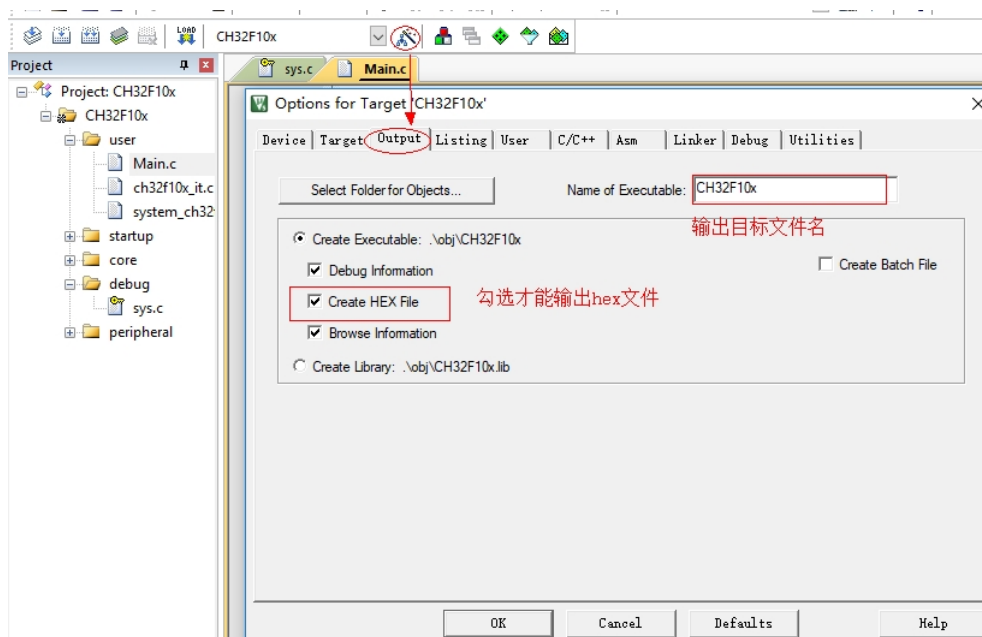 LOAD
CH32F10x
Project
sys.c
Main.c
Project: CH32F10x
CH32F10x
user
Main.c
ch32f10x_it.c
system_ch32
startup
core
debug
sys.c
peripheral
Options for Target 'CH32F10x'
Device Target Output Listing User C/C++ Asm Linker Debug Utilities
Select Folder for Objects...
Name of Executable: CH32F10x
输出目标文件名
Create Executable: .\obj\CH32F10x
Create Batch File
Debug Information
Create HEX File
勾选才能输出hex文件
Browse Information
Create Library: .\obj\CH32F10x.lib
OK Cancel Defaults Help